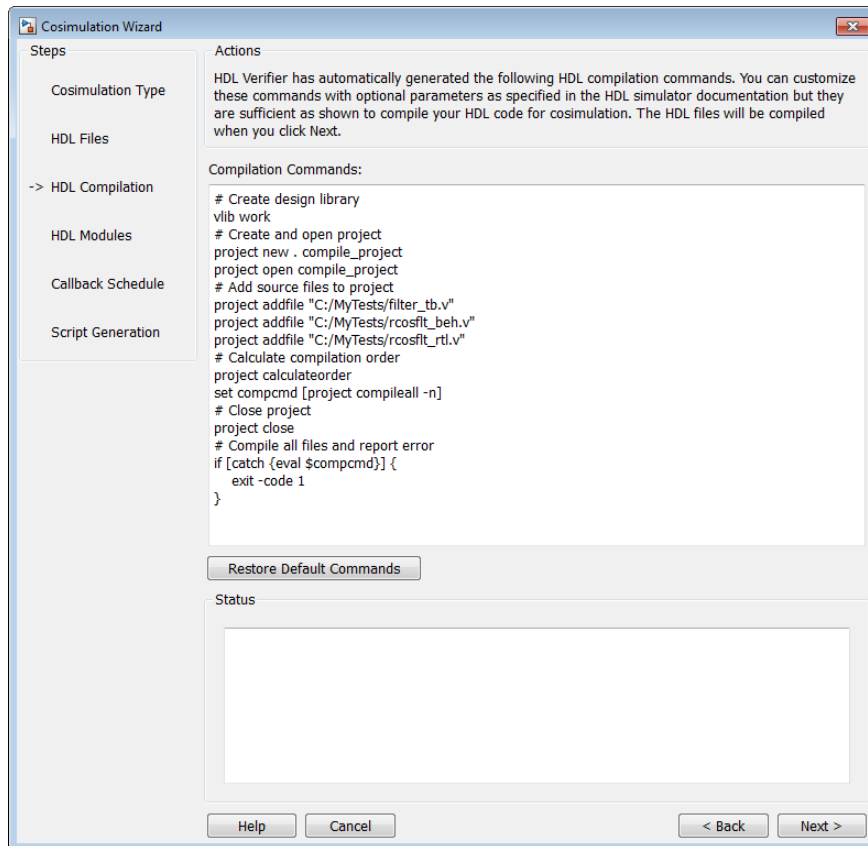 Cosimulation Wizard
Steps
Cosimulation Type
HDL Files
-> HDL Compilation
HDL Modules
Callback Schedule
Script Generation
Actions
HDL Verifier has automatically generated the following HDL compilation commands. You can customize
these commands with optional parameters as specified in the HDL simulator documentation but they
are sufficient as shown to compile your HDL code for cosimulation. The HDL files will be compiled
when you click Next.
Compilation Commands:
# Create design library
vlib work
# Create and open project
project new . compile_project
project open compile_project
# Add source files to project
project addfile "C:/MyTests/filter_tb.v"
project addfile "C:/MyTests/rcosflt_beh.v"
project addfile "C:/MyTests/rcosflt_rtl.v"
# Calculate compilation order
project calculateorder
set compcmd [project compileall -n]
# Close project
project close
# Compile all files and report error
if [catch {eval $compcmd}] {
    exit -code 1
}
Restore Default Commands
Status
Help
Cancel
< Back
Next >